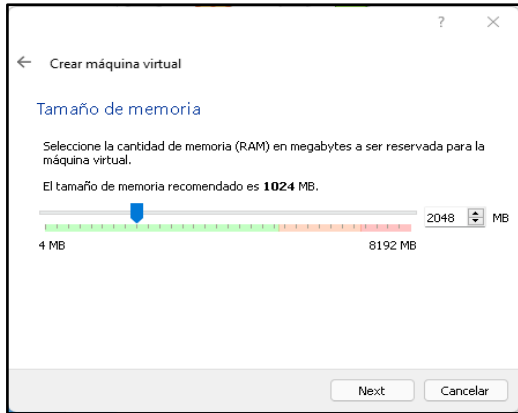 ?
Crear máquina virtual
Tamaño de memoria
Seleccione la cantidad de memoria (RAM) en megabytes a ser reservada para la
máquina virtual.
El tamaño de memoria recomendado es 1024 MB.
2048 MB
4 MB 8192 MB
Next Cancelar